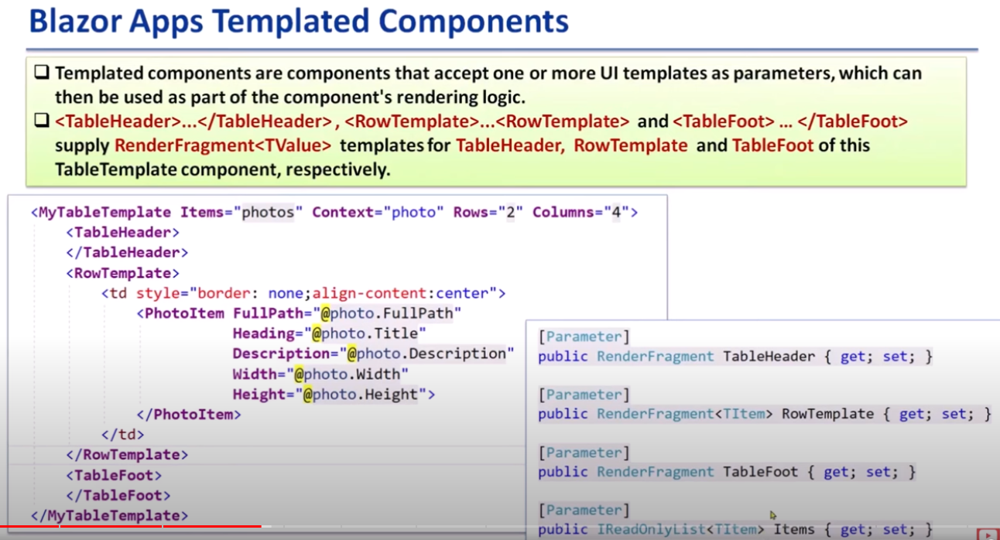 Blazor Apps Templated Components
❑ Templated components are components that accept one or more UI templates as parameters, which can
then be used as part of the component's rendering logic.
❑ <TableHeader>...</TableHeader> , <RowTemplate>...<RowTemplate> and <TableFoot> ... </TableFoot>
supply RenderFragment<TValue> templates for TableHeader, RowTemplate and TableFoot of this
TableTemplate component, respectively.
<MyTableTemplate Items="photos" Context="photo" Rows="2" Columns="4">
<TableHeader>
</TableHeader>
<RowTemplate>
<td style="border: none;align-content:center">
<PhotoItem FullPath="@photo.FullPath"
Heading="@photo.Title"
Description="@photo.Description"
Width="@photo.Width"
Height="@photo.Height">
</PhotoItem>
</td>
</RowTemplate>
<TableFoot>
</TableFoot>
</MyTableTemplate>
[Parameter]
public RenderFragment TableHeader { get; set; }
[Parameter]
public RenderFragment<TItem> RowTemplate { get; set; }
[Parameter]
public RenderFragment TableFoot { get; set; }
[Parameter]
public IReadOnlyList<TItem> Items { get; set; }